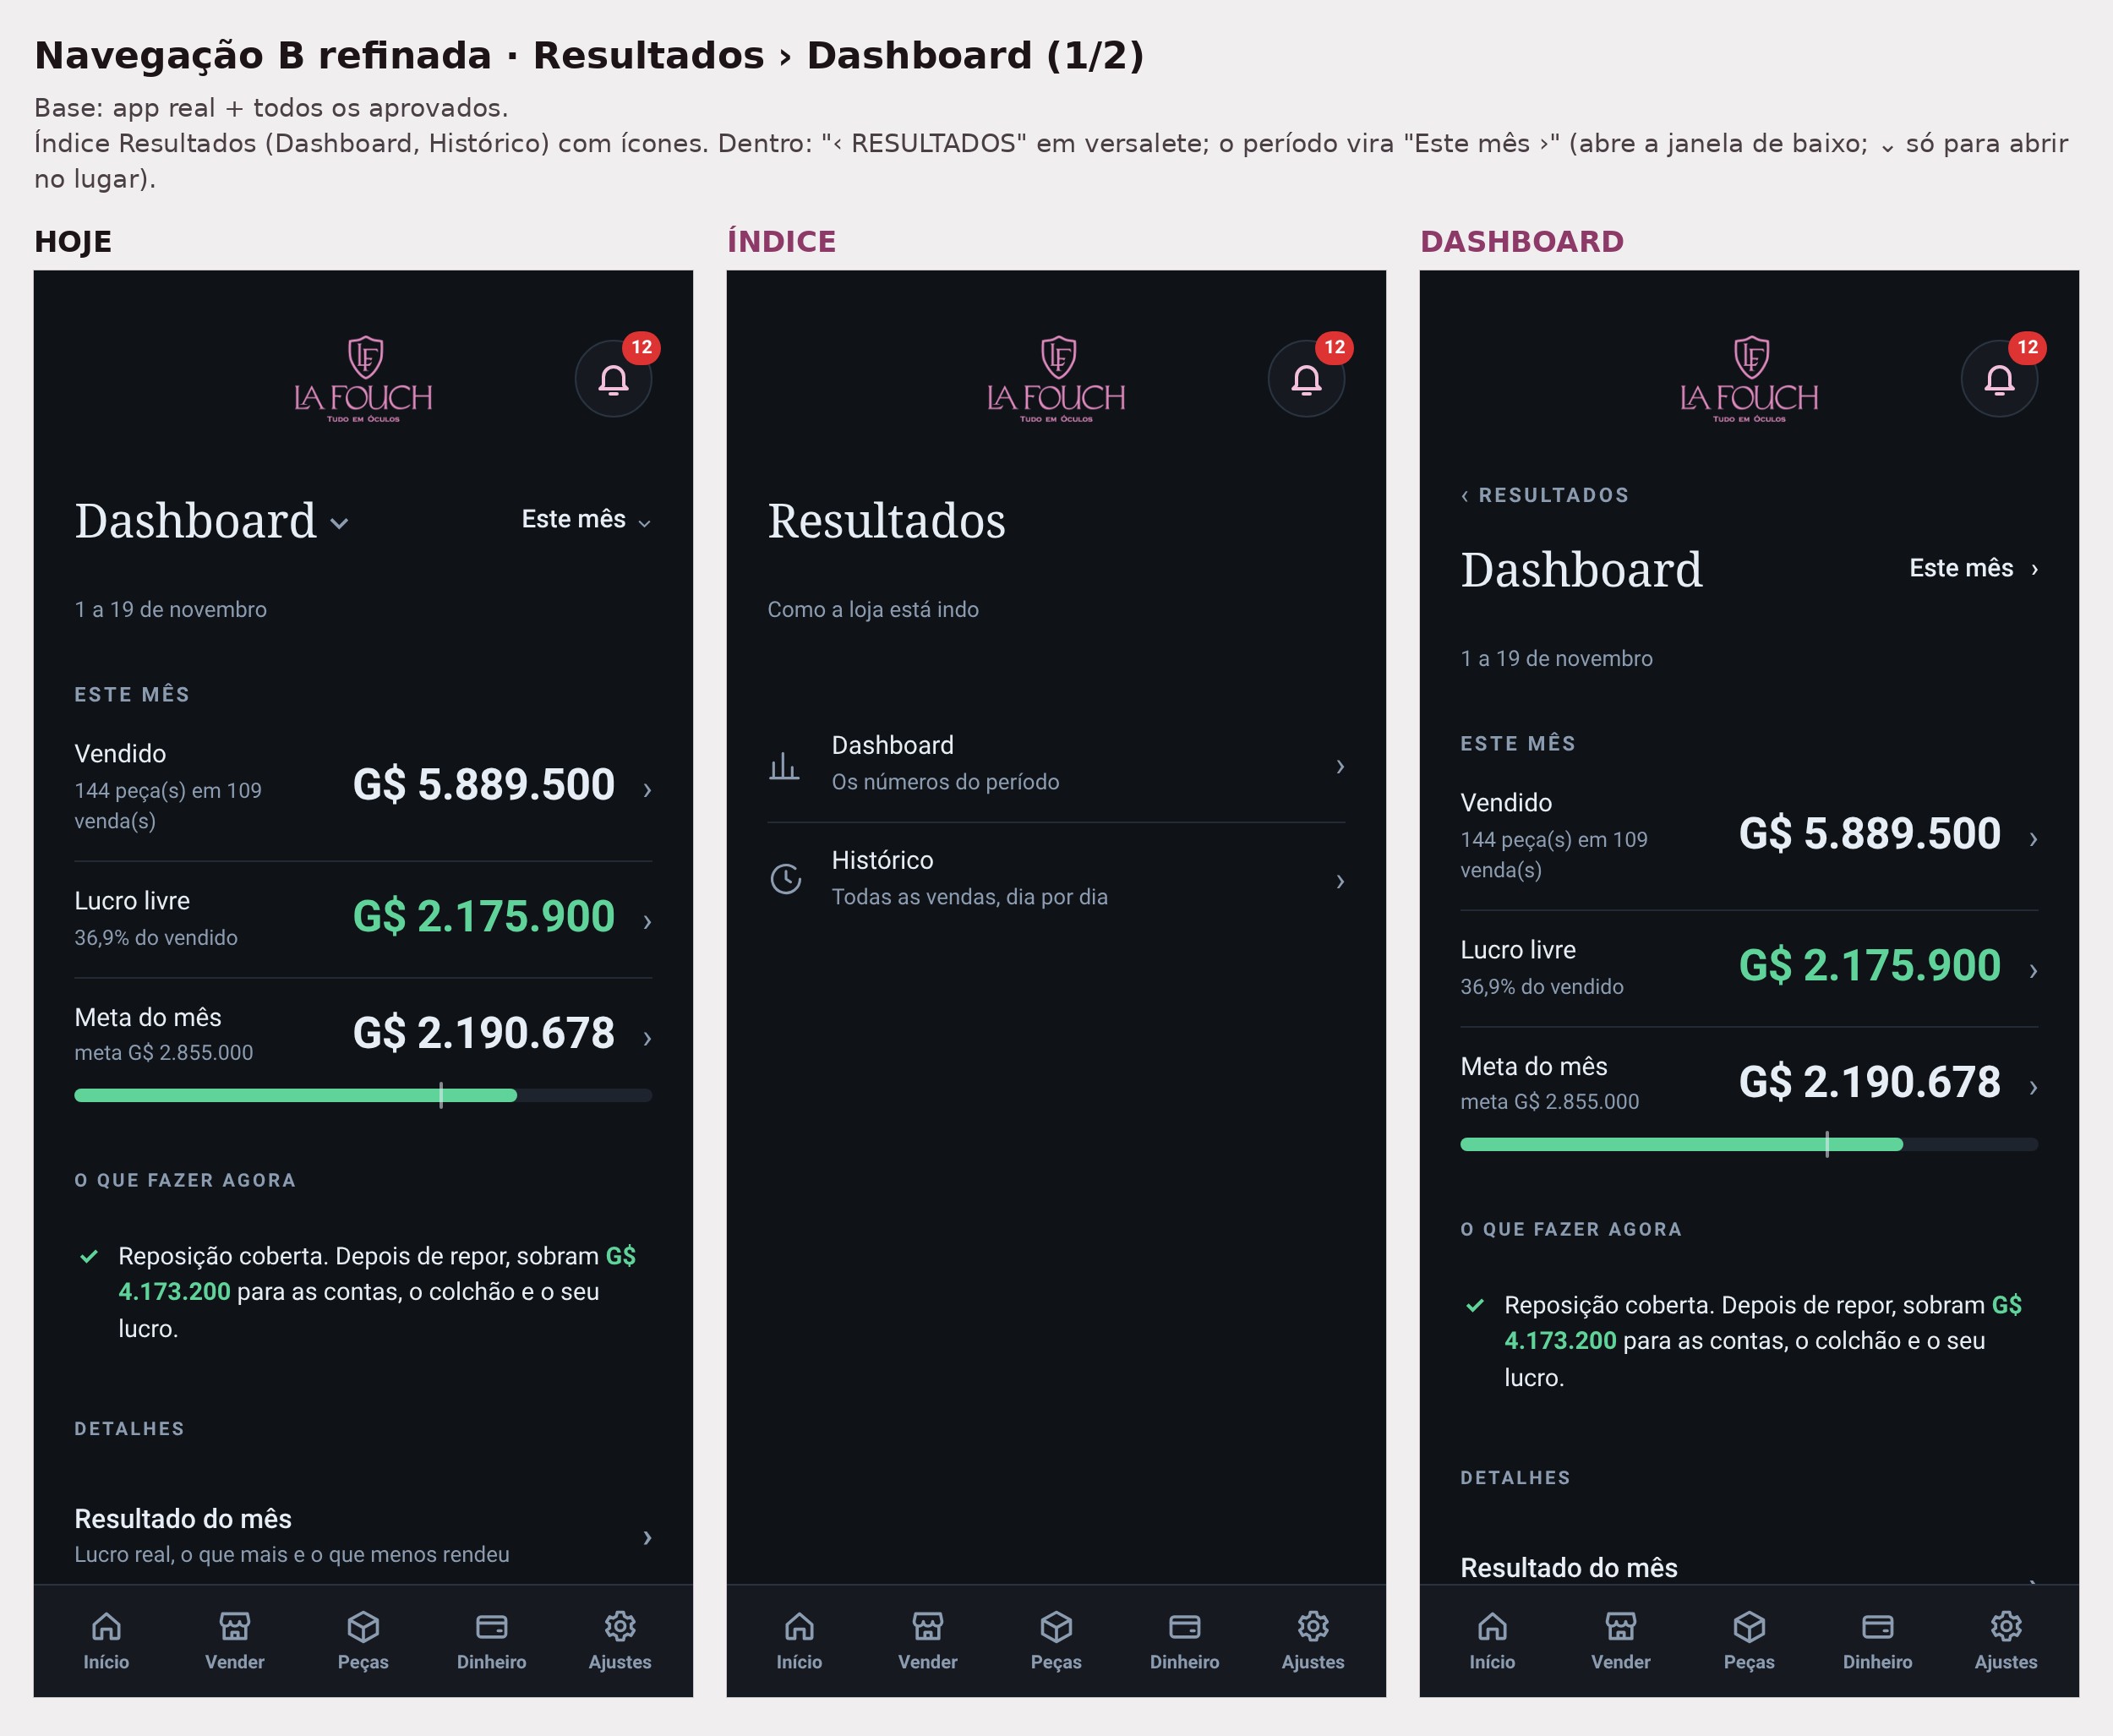 Navegação B refinada · Resultados › Dashboard (1/2)
Base: app real + todos os aprovados.
Índice Resultados (Dashboard, Histórico) com ícones. Dentro: "‹ RESULTADOS" em versalete; o período vira "Este mês ›" (abre a janela de baixo; ⌄ só para abrir
no lugar).
HOJE
12
LF
LA FOUCH
TUDO EM ÓCULOS
Dashboard ⌄
Este mês ⌄
1 a 19 de novembro
ESTE MÊS
Vendido
144 peça(s) em 109
venda(s)
G$ 5.889.500 ›
Lucro livre
36,9% do vendido
G$ 2.175.900 ›
Meta do mês
meta G$ 2.855.000
G$ 2.190.678 ›
O QUE FAZER AGORA
Reposição coberta. Depois de repor, sobram G$
4.173.200 para as contas, o colchão e o seu
lucro.
DETALHES
Resultado do mês
Lucro real, o que mais e o que menos rendeu
›
Início
Vender
Peças
Dinheiro
Ajustes
ÍNDICE
12
LF
LA FOUCH
TUDO EM ÓCULOS
Resultados
Como a loja está indo
Dashboard
Os números do período
›
Histórico
Todas as vendas, dia por dia
›
Início
Vender
Peças
Dinheiro
Ajustes
DASHBOARD
12
LF
LA FOUCH
TUDO EM ÓCULOS
‹ RESULTADOS
Dashboard
Este mês ›
1 a 19 de novembro
ESTE MÊS
Vendido
144 peça(s) em 109
venda(s)
G$ 5.889.500 ›
Lucro livre
36,9% do vendido
G$ 2.175.900 ›
Meta do mês
meta G$ 2.855.000
G$ 2.190.678 ›
O QUE FAZER AGORA
Reposição coberta. Depois de repor, sobram G$
4.173.200 para as contas, o colchão e o seu
lucro.
DETALHES
Resultado do mês
Início
Vender
Peças
Dinheiro
Ajustes